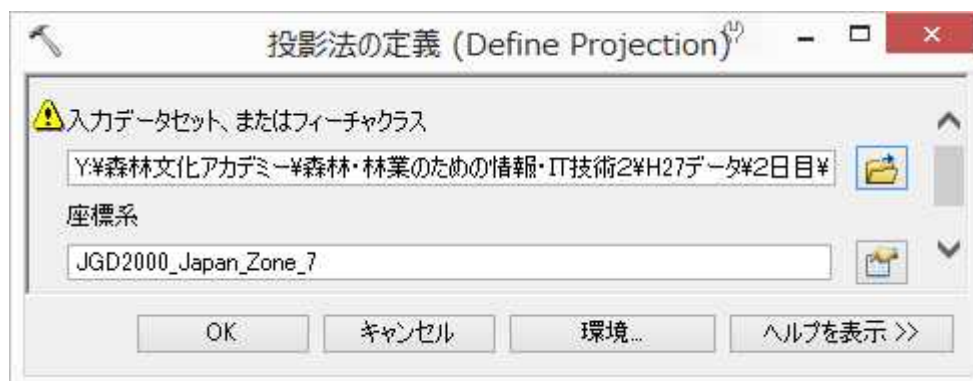 投影法の定義 (Define Projection)
入力データセット、またはフィーチャクラス
Y:¥森林文化アカデミー¥森林・林業のための情報・IT技術2¥H27データ¥2日目¥
座標系
JGD2000_Japan_Zone_7
OK キャンセル 環境... ヘルプを表示 >>